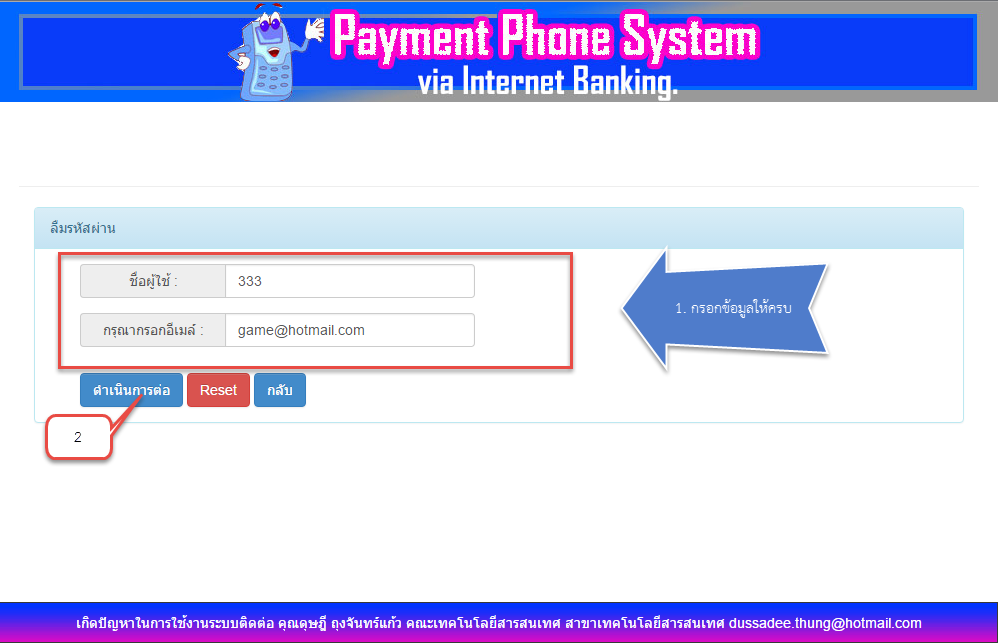 Payment Phone System
via Internet Banking.
ลืมรหัสผ่าน
ชื่อผู้ใช้ : 333
กรุณากรอกอีเมล์ : game@hotmail.com
1. กรอกข้อมูลให้ครบ
ดำเนินการต่อ Reset กลับ
2
เกิดปัญหาในการใช้งานระบบติดต่อ คุณดุษฎี ถุงจันทร์แก้ว คณะเทคโนโลยีสารสนเทศ สาขาเทคโนโลยีสารสนเทศ dussadee.thung@hotmail.com